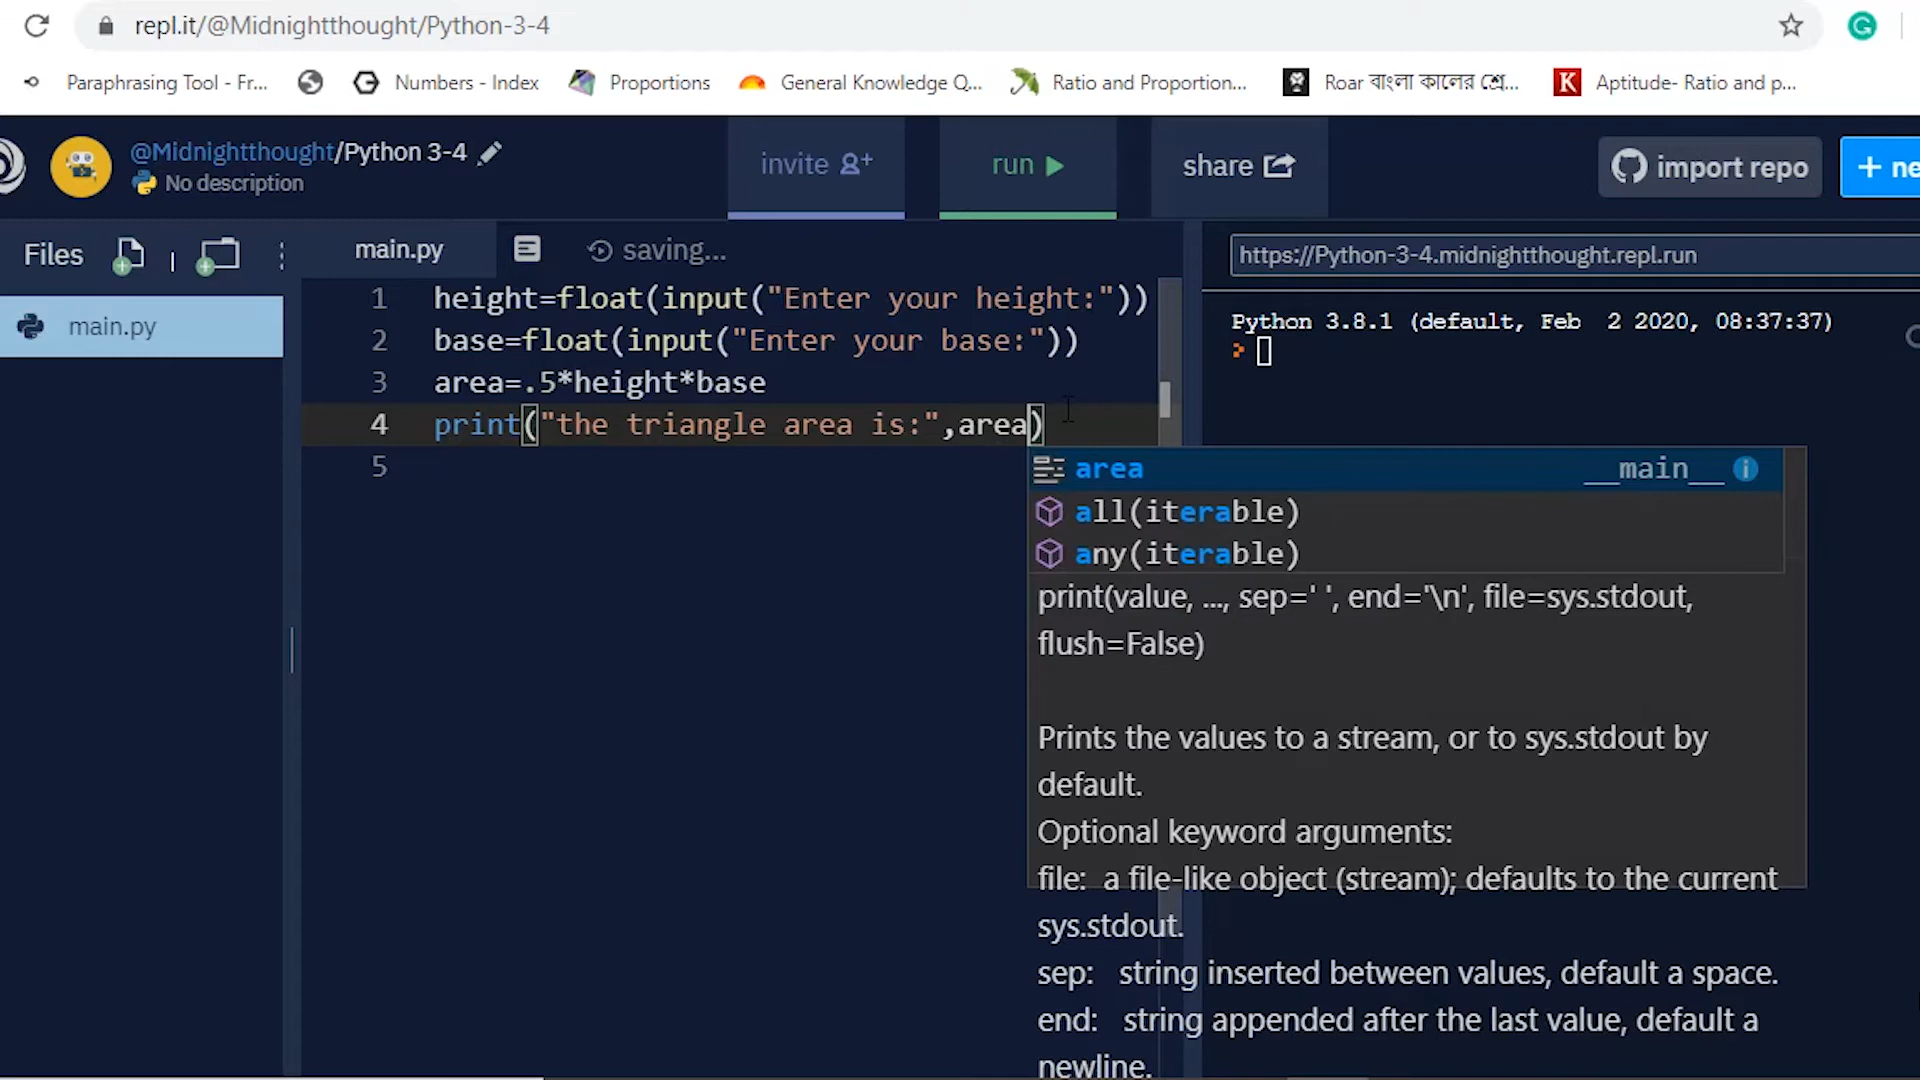 repl.it/@Midnightthought/Python-3-4
Paraphrasing Tool - Fr... Numbers - Index Proportions General Knowledge Q... Ratio and Proportion... Roar বাংলা কালের শ্রে... Aptitude- Ratio and p...
@Midnightthought/Python 3-4
No description
invite
run
share
import repo
+ ne
Files
main.py
saving...
https://Python-3-4.midnightthought.repl.run
main.py
1 height=float(input("Enter your height:"))
2 base=float(input("Enter your base:"))
3 area=.5*height*base
4 print("the triangle area is:",area)
5
Python 3.8.1 (default, Feb  2 2020, 08:37:37)
area __main__
all(iterable)
any(iterable)
print(value, ..., sep=' ', end='\n', file=sys.stdout,
flush=False)
Prints the values to a stream, or to sys.stdout by
default.
Optional keyword arguments:
file: a file-like object (stream); defaults to the current
sys.stdout.
sep: string inserted between values, default a space.
end: string appended after the last value, default a
newline.